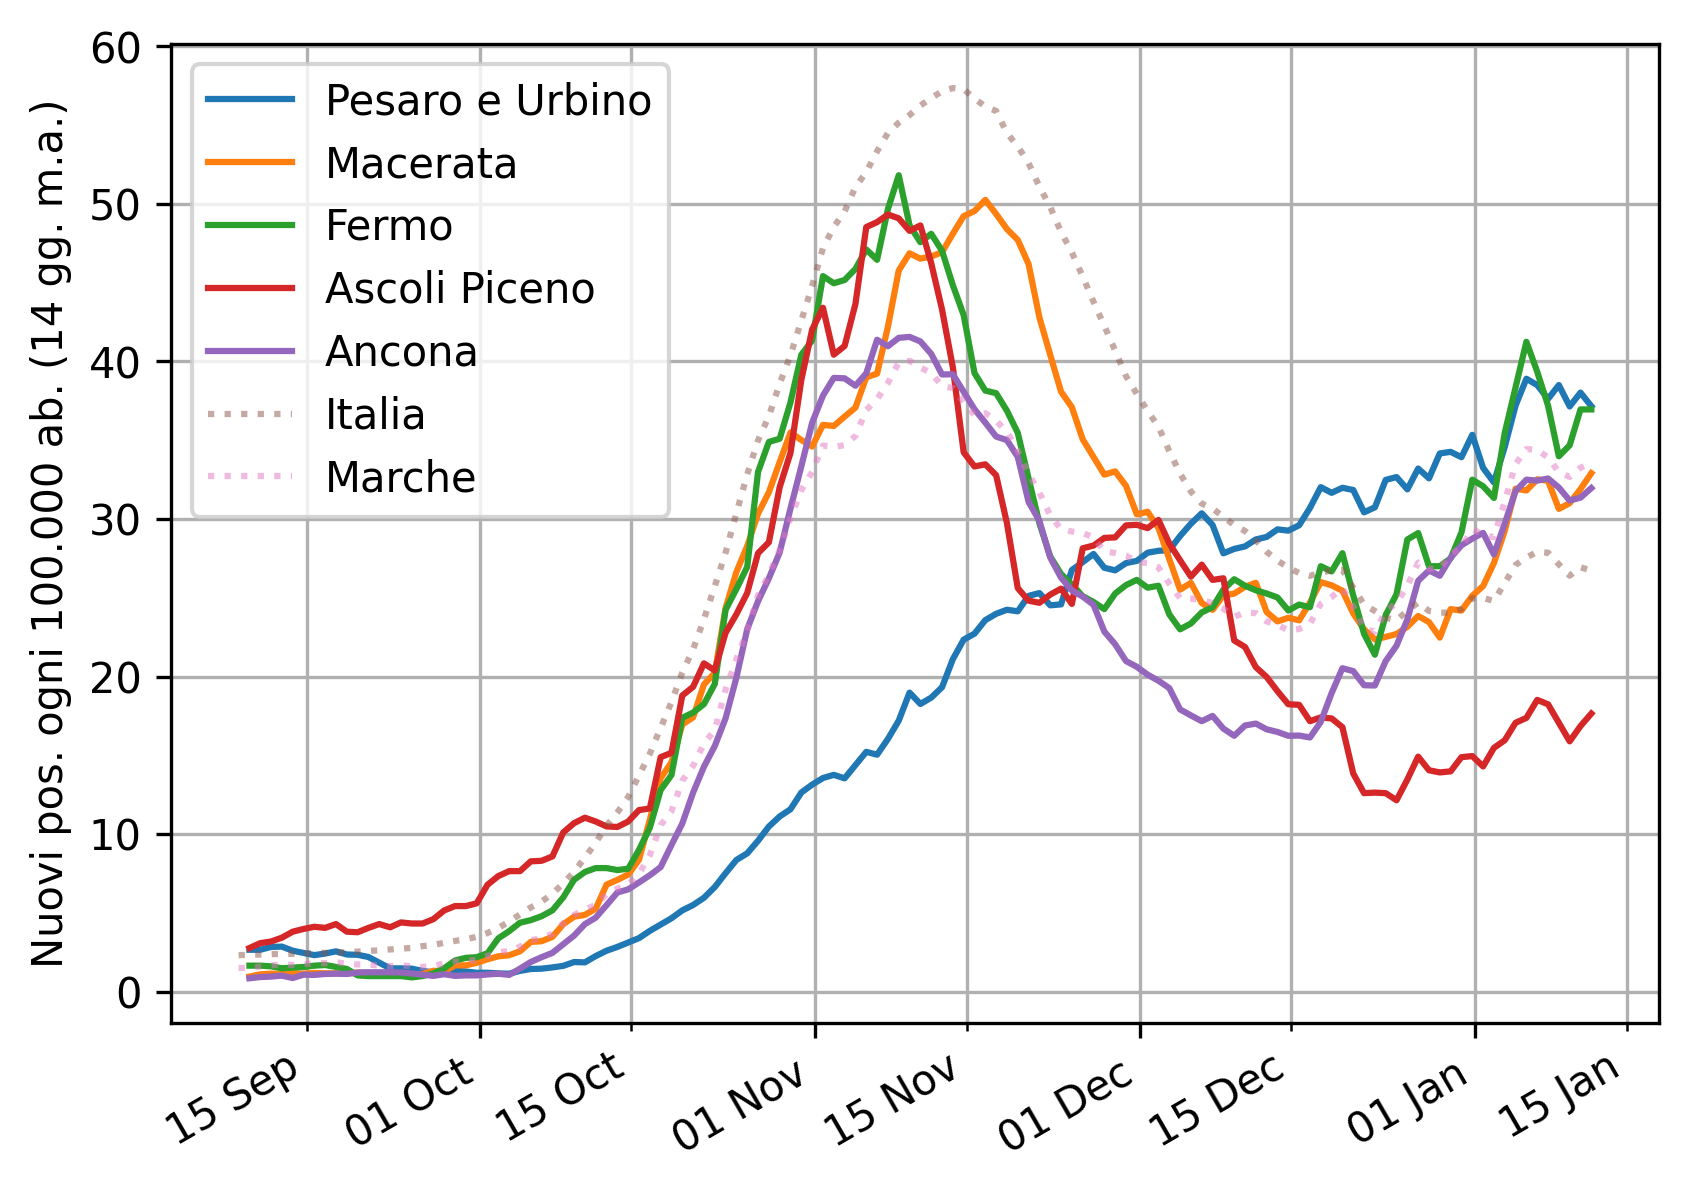 Nuovi pos. ogni 100.000 ab. (14 gg. m.a.)
60
50
40
30
20
10
0
Pesaro e Urbino
Macerata
Fermo
Ascoli Piceno
Ancona
Italia
Marche
15 Sep
01 Oct
15 Oct
01 Nov
15 Nov
01 Dec
15 Dec
01 Jan
15 Jan